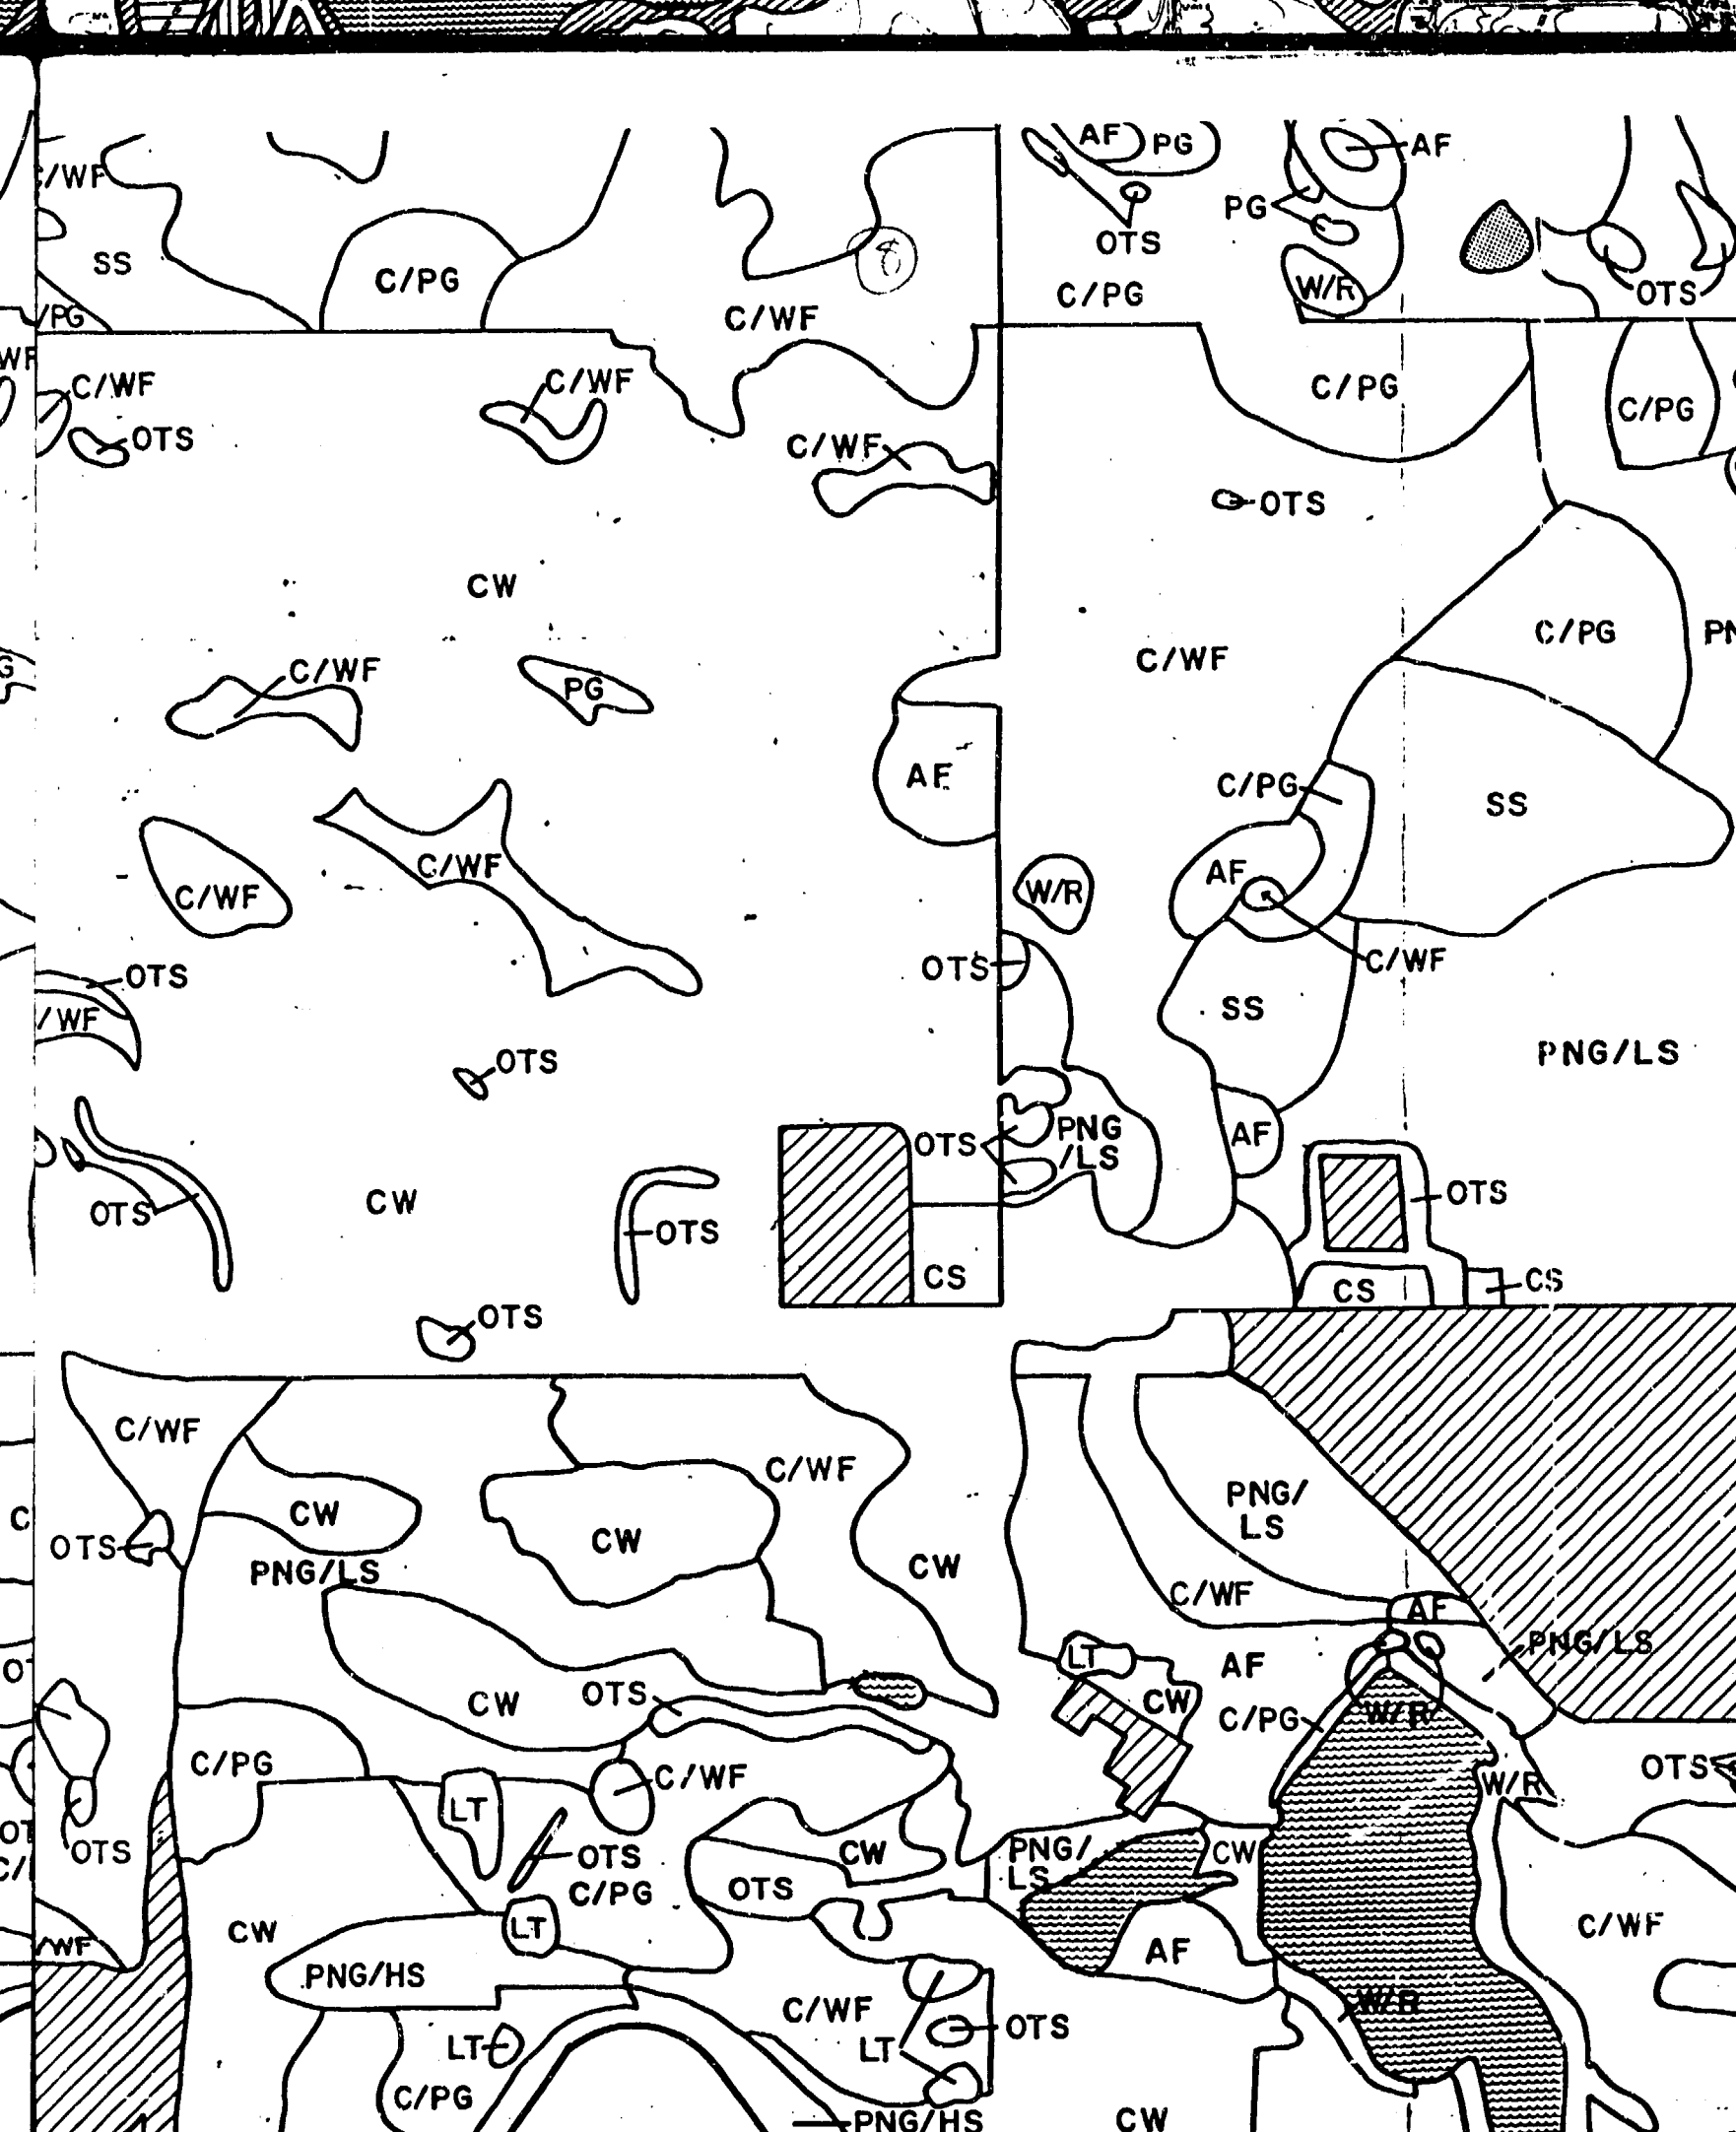 AF
PG
AF
/WF
PG
OTS
SS
C/PG
8
W/R
OTS
C/PG
/PG
C/WF
WF
C/WF
C/WF
C/PG
C/PG
OTS
C/WF
OTS
CW
C/PG
C/WF
G
C/WF
PG
AF
C/PG
SS
C/WF
AF
W/R
C/WF
OTS
OTS
C/WF
SS
/WF
PNG/LS
OTS
OTS
PNG
/LS
AF
OTS
CW
OTS
OTS
CS
CS
CS
OTS
C/WF
C/WF
PNG/
LS
CW
CW
OTS
CW
PNG/LS
C/WF
AF
PNG/LS
LT
AF
CW
OTS
CW
C/PG
W/R
C/PG
C/WF
OTS
W/R
LT
OTS
OTS
C/PG
CW
PNG/
LS
CW
OTS
CW
LT
C/WF
/WF
AF
PNG/HS
C/WF
OTS
W/R
LT
LT
C/PG
PNG/HS
CW